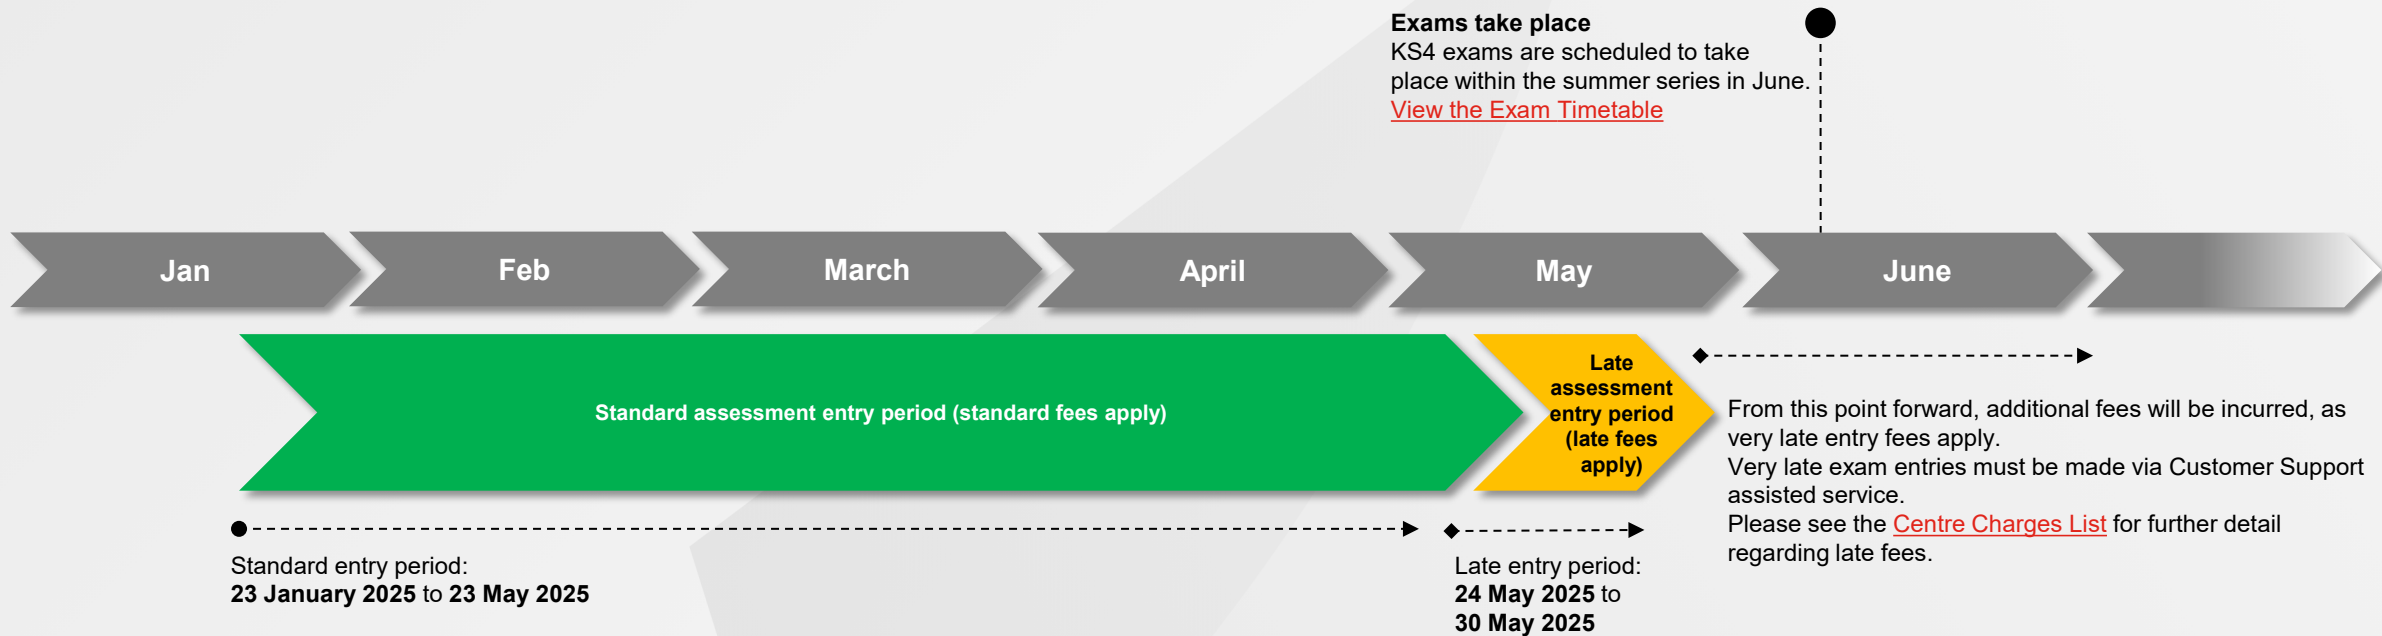 Exams take place
KS4 exams are scheduled to take
place within the summer series in June.
View the Exam Timetable
Jan
Feb
March
April
May
June
Standard assessment entry period (standard fees apply)
Late
assessment
entry period
(late fees
apply)
From this point forward, additional fees will be incurred, as
very late entry fees apply.
Very late exam entries must be made via Customer Support
assisted service.
Please see the Centre Charges List for further detail
regarding late fees.
Standard entry period:
23 January 2025 to 23 May 2025
Late entry period:
24 May 2025 to
30 May 2025